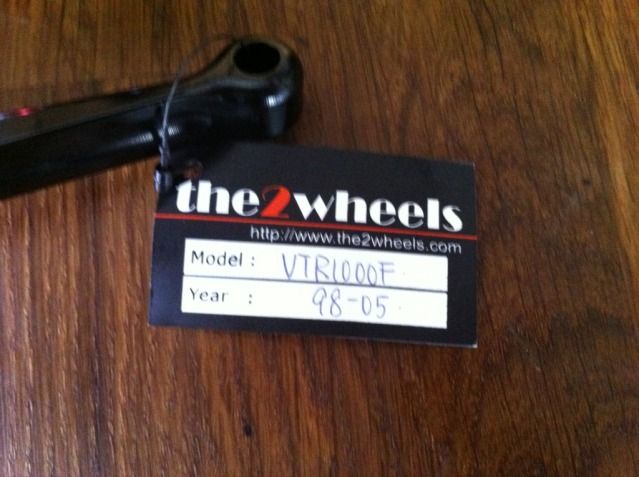 the2wheels
http://www.the2wheels.com
Model : VTR1000F
Year : 98-05